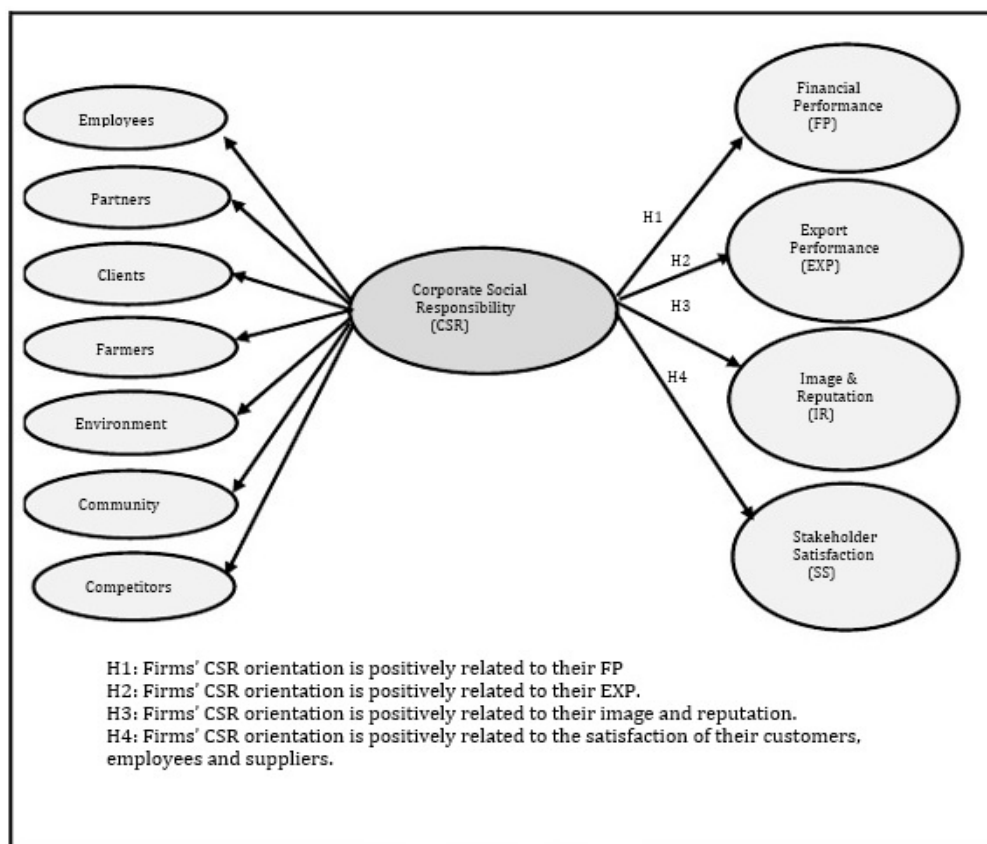 Employees
Partners
Clients
Farmers
Environment
Community
Competitors
Corporate Social
Responsibility
(CSR)
H1
H2
H3
H4
Financial
Performance
(FP)
Export
Performance
(EXP)
Image &
Reputation
(IR)
Stakeholder
Satisfaction
(SS)
H1: Firms' CSR orientation is positively related to their FP
H2: Firms' CSR orientation is positively related to their EXP.
H3: Firms' CSR orientation is positively related to their image and reputation.
H4: Firms' CSR orientation is positively related to the satisfaction of their customers,
employees and suppliers.